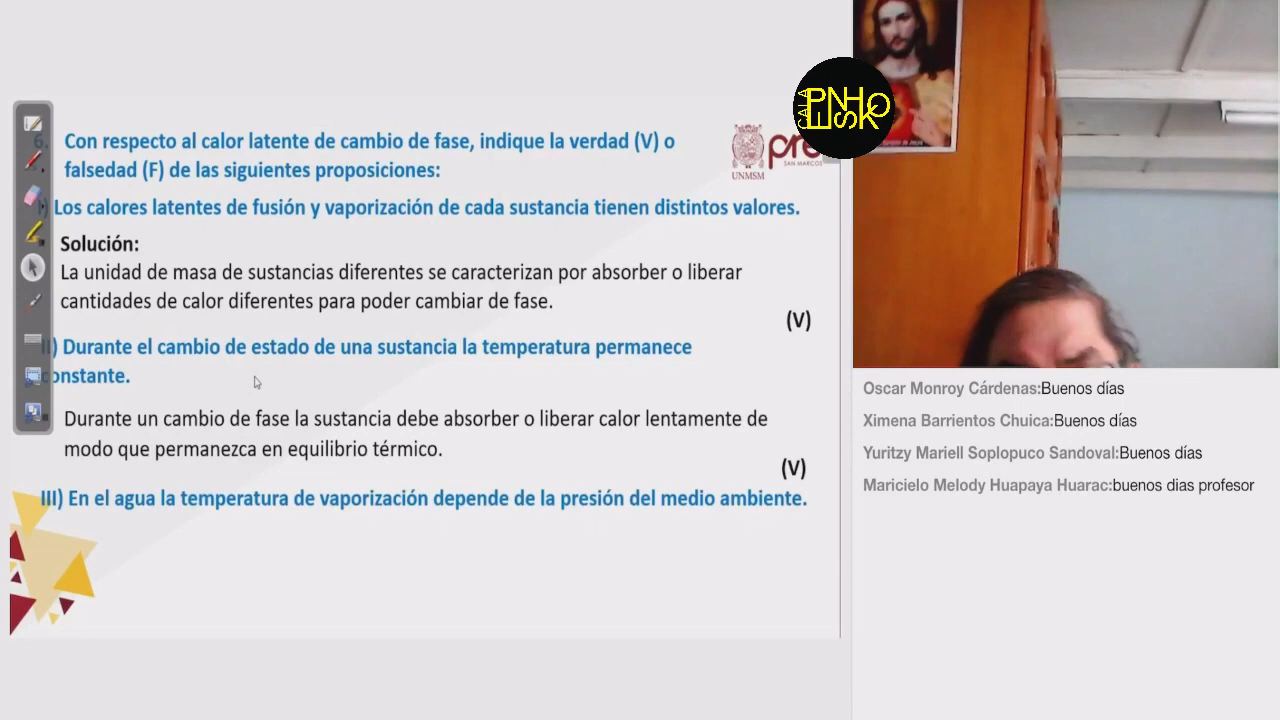 6. Con respecto al calor latente de cambio de fase, indique la verdad (V) o
falsedad (F) de las siguientes proposiciones:
) Los calores latentes de fusión y vaporización de cada sustancia tienen distintos valores.
Solución:
La unidad de masa de sustancias diferentes se caracterizan por absorber o liberar
cantidades de calor diferentes para poder cambiar de fase.
(V)
II) Durante el cambio de estado de una sustancia la temperatura permanece
constante.
Durante un cambio de fase la sustancia debe absorber o liberar calor lentamente de
modo que permanezca en equilibrio térmico.
(V)
III) En el agua la temperatura de vaporización depende de la presión del medio ambiente.
UNMSM
pre
SAN MARCOS
CALA
PENHSKO
Oscar Monroy Cárdenas:Buenos días
Ximena Barrientos Chuica:Buenos días
Yuritzy Mariell Soplopuco Sandoval:Buenos días
Maricielo Melody Huapaya Huarac:buenos dias profesor